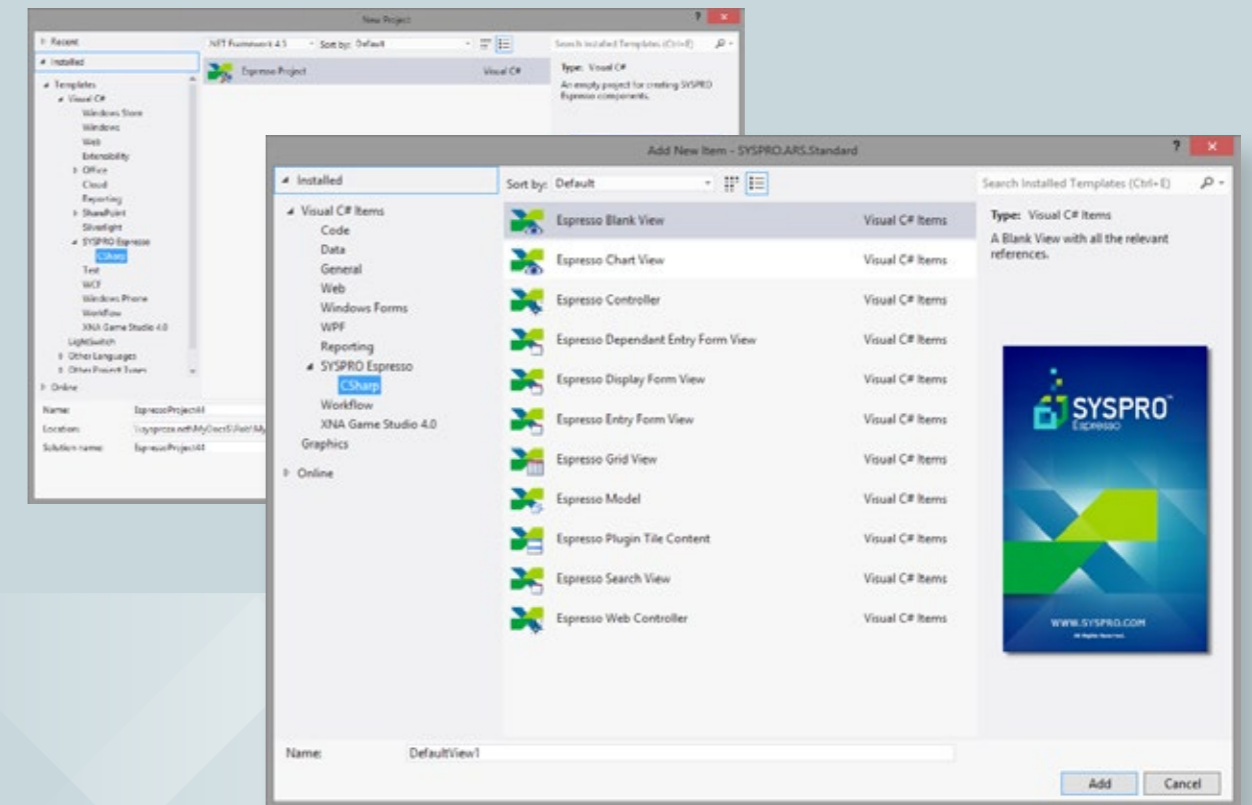 New Project
? ×
Recent
.NET Framework 4.5 Sort by: Default Search Installed Templates (Ctrl+E)
Installed
Espresso Project Visual C#
Type: Visual C#
An empty project for creating SYSPRO
Espresso components.
Templates
Visual C#
Windows Store
Windows
Web
Extensibility
Office
Cloud
Reporting
SharePoint
Silverlight
SYSPRO Espresso
CSharp
Test
WCF
Windows Phone
Workflow
XNA Game Studio 4.0
LightSwitch
Other Languages
Other Project Types
Online
Name: EspressoProject44
Location:
Solution name: EspressoProject44
Add New Item - SYSPRO.ARS.Standard
? ×
Installed
Sort by: Default
Search Installed Templates (Ctrl+E)
Visual C# Items
Code
Data
General
Web
Windows Forms
WPF
Reporting
SYSPRO Espresso
CSharp
Workflow
XNA Game Studio 4.0
Graphics
Online
Espresso Blank View Visual C# Items
Espresso Chart View Visual C# Items
Espresso Controller Visual C# Items
Espresso Dependant Entry Form View Visual C# Items
Espresso Display Form View Visual C# Items
Espresso Entry Form View Visual C# Items
Espresso Grid View Visual C# Items
Espresso Model Visual C# Items
Espresso Plugin Tile Content Visual C# Items
Espresso Search View Visual C# Items
Espresso Web Controller Visual C# Items
Type: Visual C# Items
A Blank View with all the relevant
references.
SYSPRO™
Espresso
WWW.SYSPRO.COM
All Rights Reserved.
Name: DefaultView1
Add Cancel